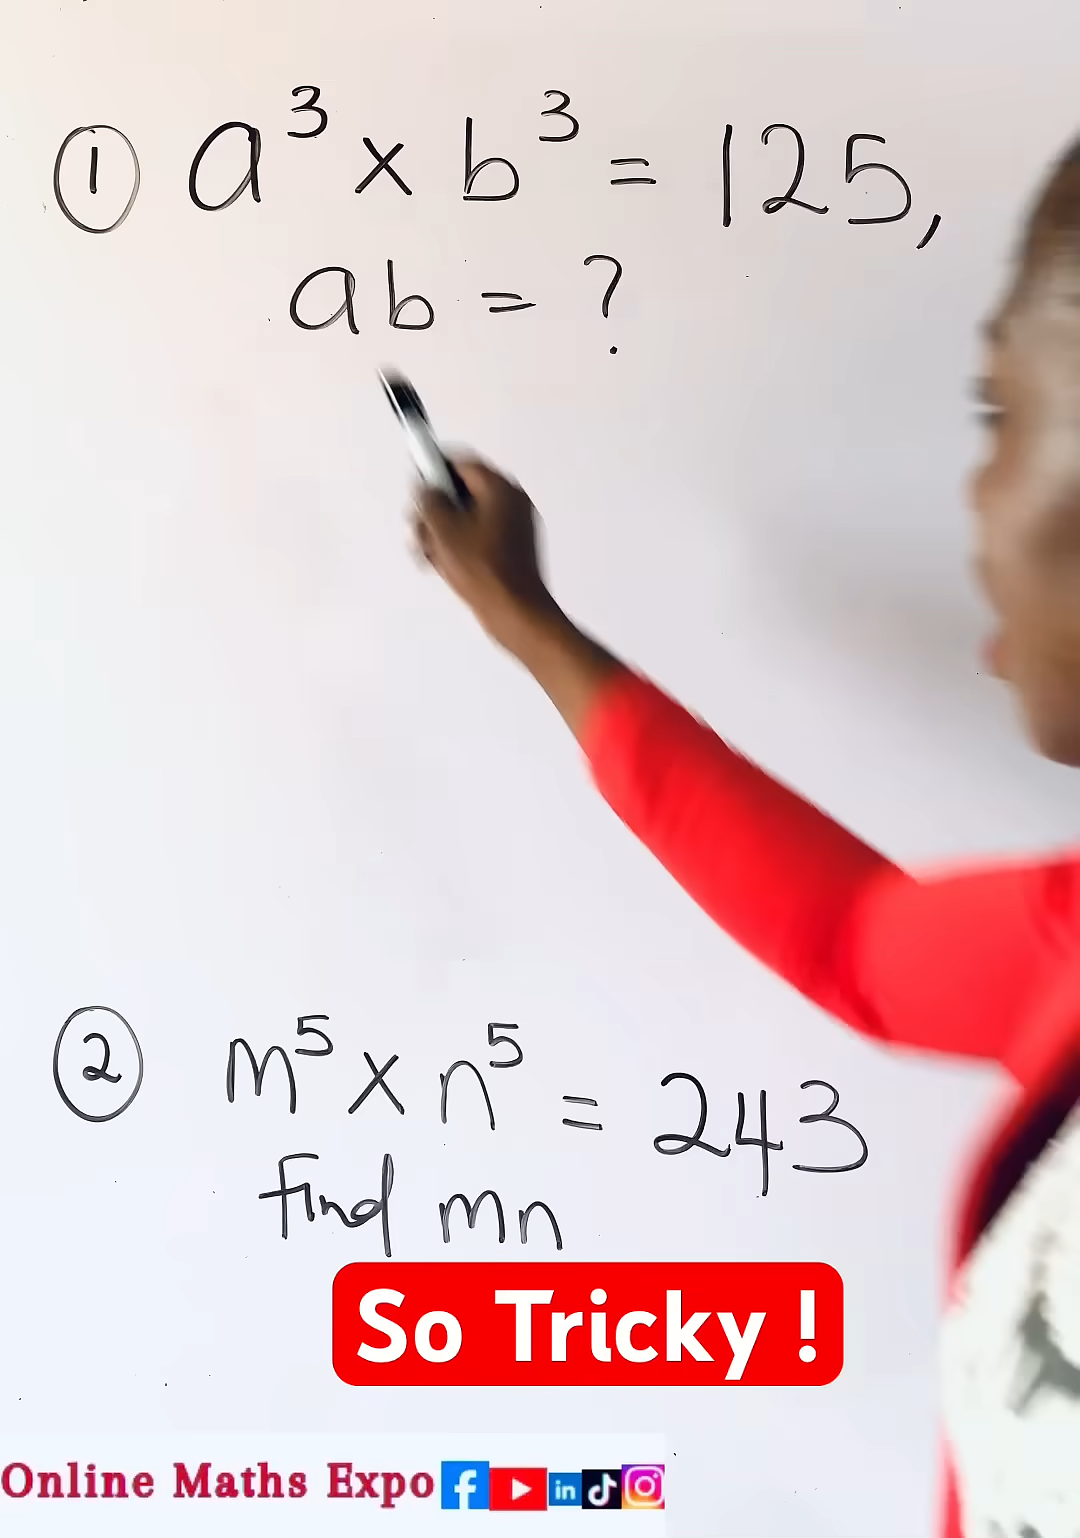 ① a³ × b³ = 125,
ab = ?
② m⁵ × n⁵ = 243
find mn
So Tricky !
Online Maths Expo